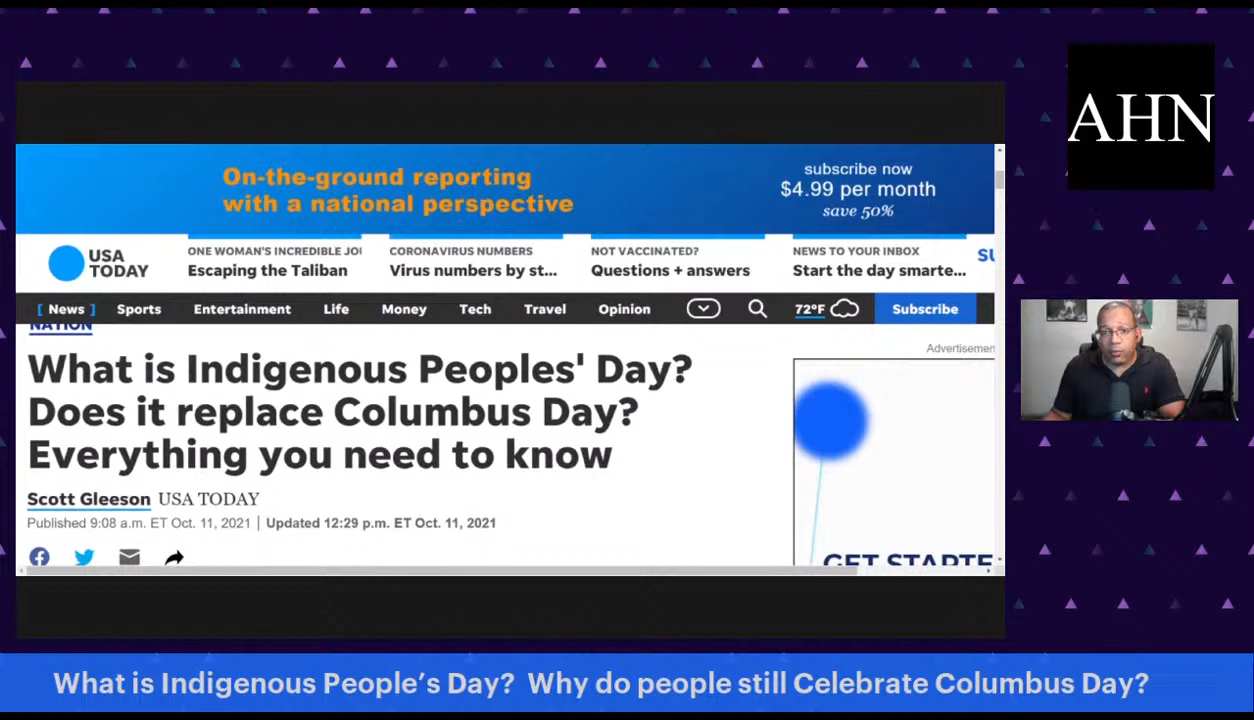 AHN
On-the-ground reporting
with a national perspective
subscribe now
$4.99 per month
save 50%
USA
TODAY
ONE WOMAN'S INCREDIBLE
Escaping the Taliban
CORONAVIRUS NUMBERS
Virus numbers by st...
NOT VACCINATED?
Questions + answers
NEWS TO YOUR INBOX
Start the day smarte...
SU
[ News ] Sports Entertainment Life Money Tech Travel Opinion 72°F Subscribe
NATION
Advertisemen
What is Indigenous Peoples' Day?
Does it replace Columbus Day?
Everything you need to know
Scott Gleeson USA TODAY
Published 9:08 a.m. ET Oct. 11, 2021 | Updated 12:29 p.m. ET Oct. 11, 2021
GET STARTE
What is Indigenous People's Day? Why do people still Celebrate Columbus Day?